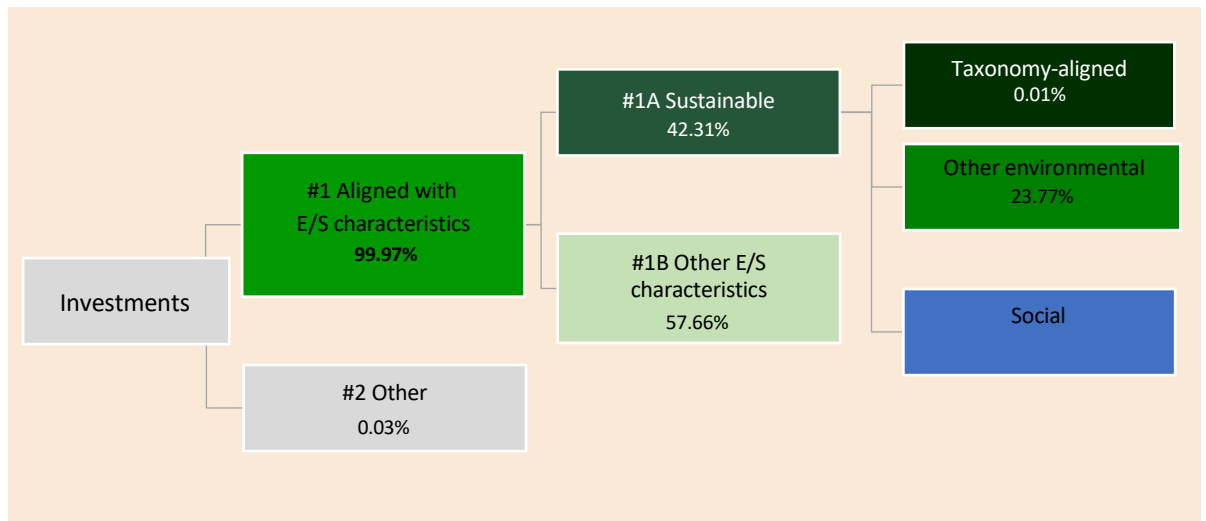 Investments
#1 Aligned with
E/S characteristics
99.97%
#2 Other
0.03%
#1A Sustainable
42.31%
#1B Other E/S
characteristics
57.66%
Taxonomy-aligned
0.01%
Other environmental
23.77%
Social